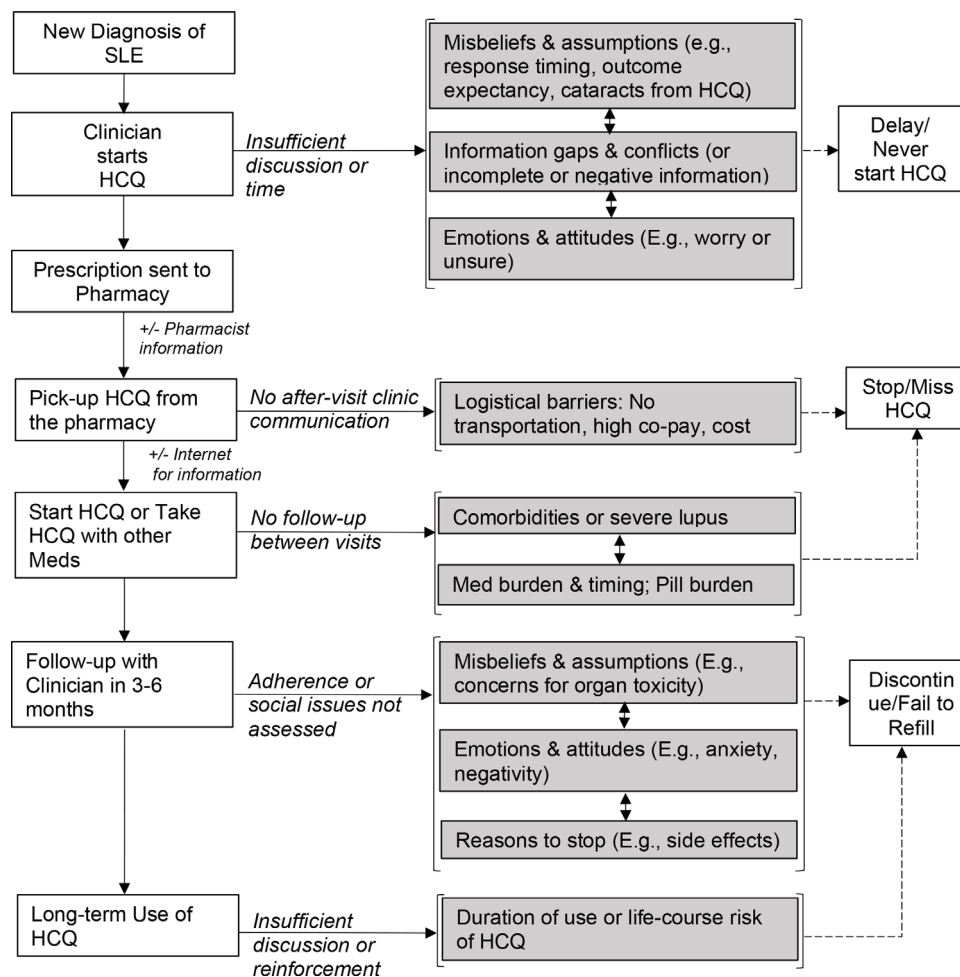 New Diagnosis of
SLE
Misbeliefs & assumptions (e.g.,
response timing, outcome
expectancy, cataracts from HCQ)
Clinician
starts
HCQ
Insufficient
discussion or
time
Information gaps & conflicts (or
incomplete or negative information)
Delay/
Never
start HCQ
Emotions & attitudes (E.g., worry or
unsure)
Prescription sent to
Pharmacy
+/- Pharmacist
information
Pick-up HCQ from
the pharmacy
No after-visit clinic
communication
Logistical barriers: No
transportation, high co-pay, cost
Stop/Miss
HCQ
+/- Internet
for information
Start HCQ or Take
HCQ with other
Meds
No follow-up
between visits
Comorbidities or severe lupus
Med burden & timing; Pill burden
Follow-up with
Clinician in 3-6
months
Adherence or
social issues not
assessed
Misbeliefs & assumptions (E.g.,
concerns for organ toxicity)
Emotions & attitudes (E.g., anxiety,
negativity)
Reasons to stop (E.g., side effects)
Discontin
ue/Fail to
Refill
Long-term Use of
HCQ
Insufficient
discussion or
reinforcement
Duration of use or life-course risk
of HCQ